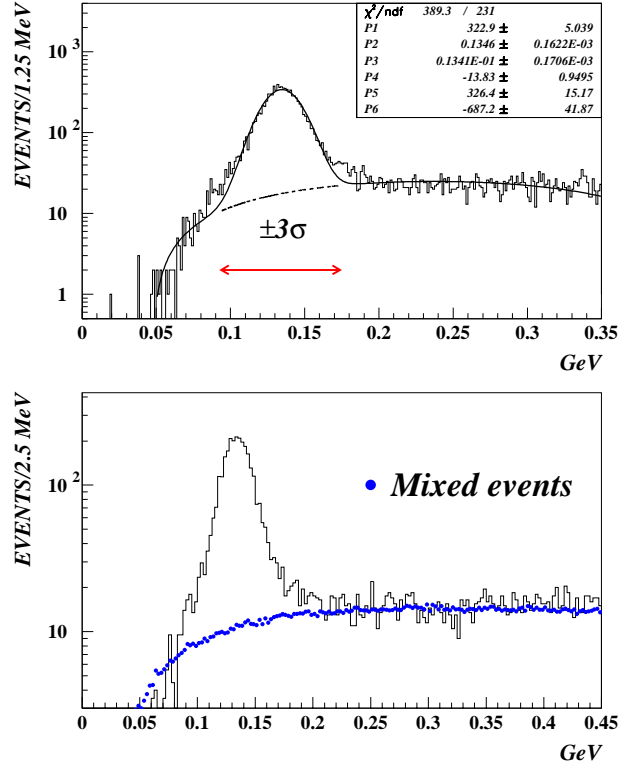 χ²/ndf 389.3 / 231
P1 322.9 ± 5.039
P2 0.1346 ± 0.1622E-03
P3 0.1341E-01 ± 0.1706E-03
P4 -13.83 ± 0.9495
P5 326.4 ± 15.17
P6 -687.2 ± 41.87
EVENTS/1.25 MeV
10³
10²
10
1
±3σ
0 0.05 0.1 0.15 0.2 0.25 0.3 0.35
GeV
EVENTS/2.5 MeV
10²
10
Mixed events
0 0.05 0.1 0.15 0.2 0.25 0.3 0.35 0.4 0.45
GeV